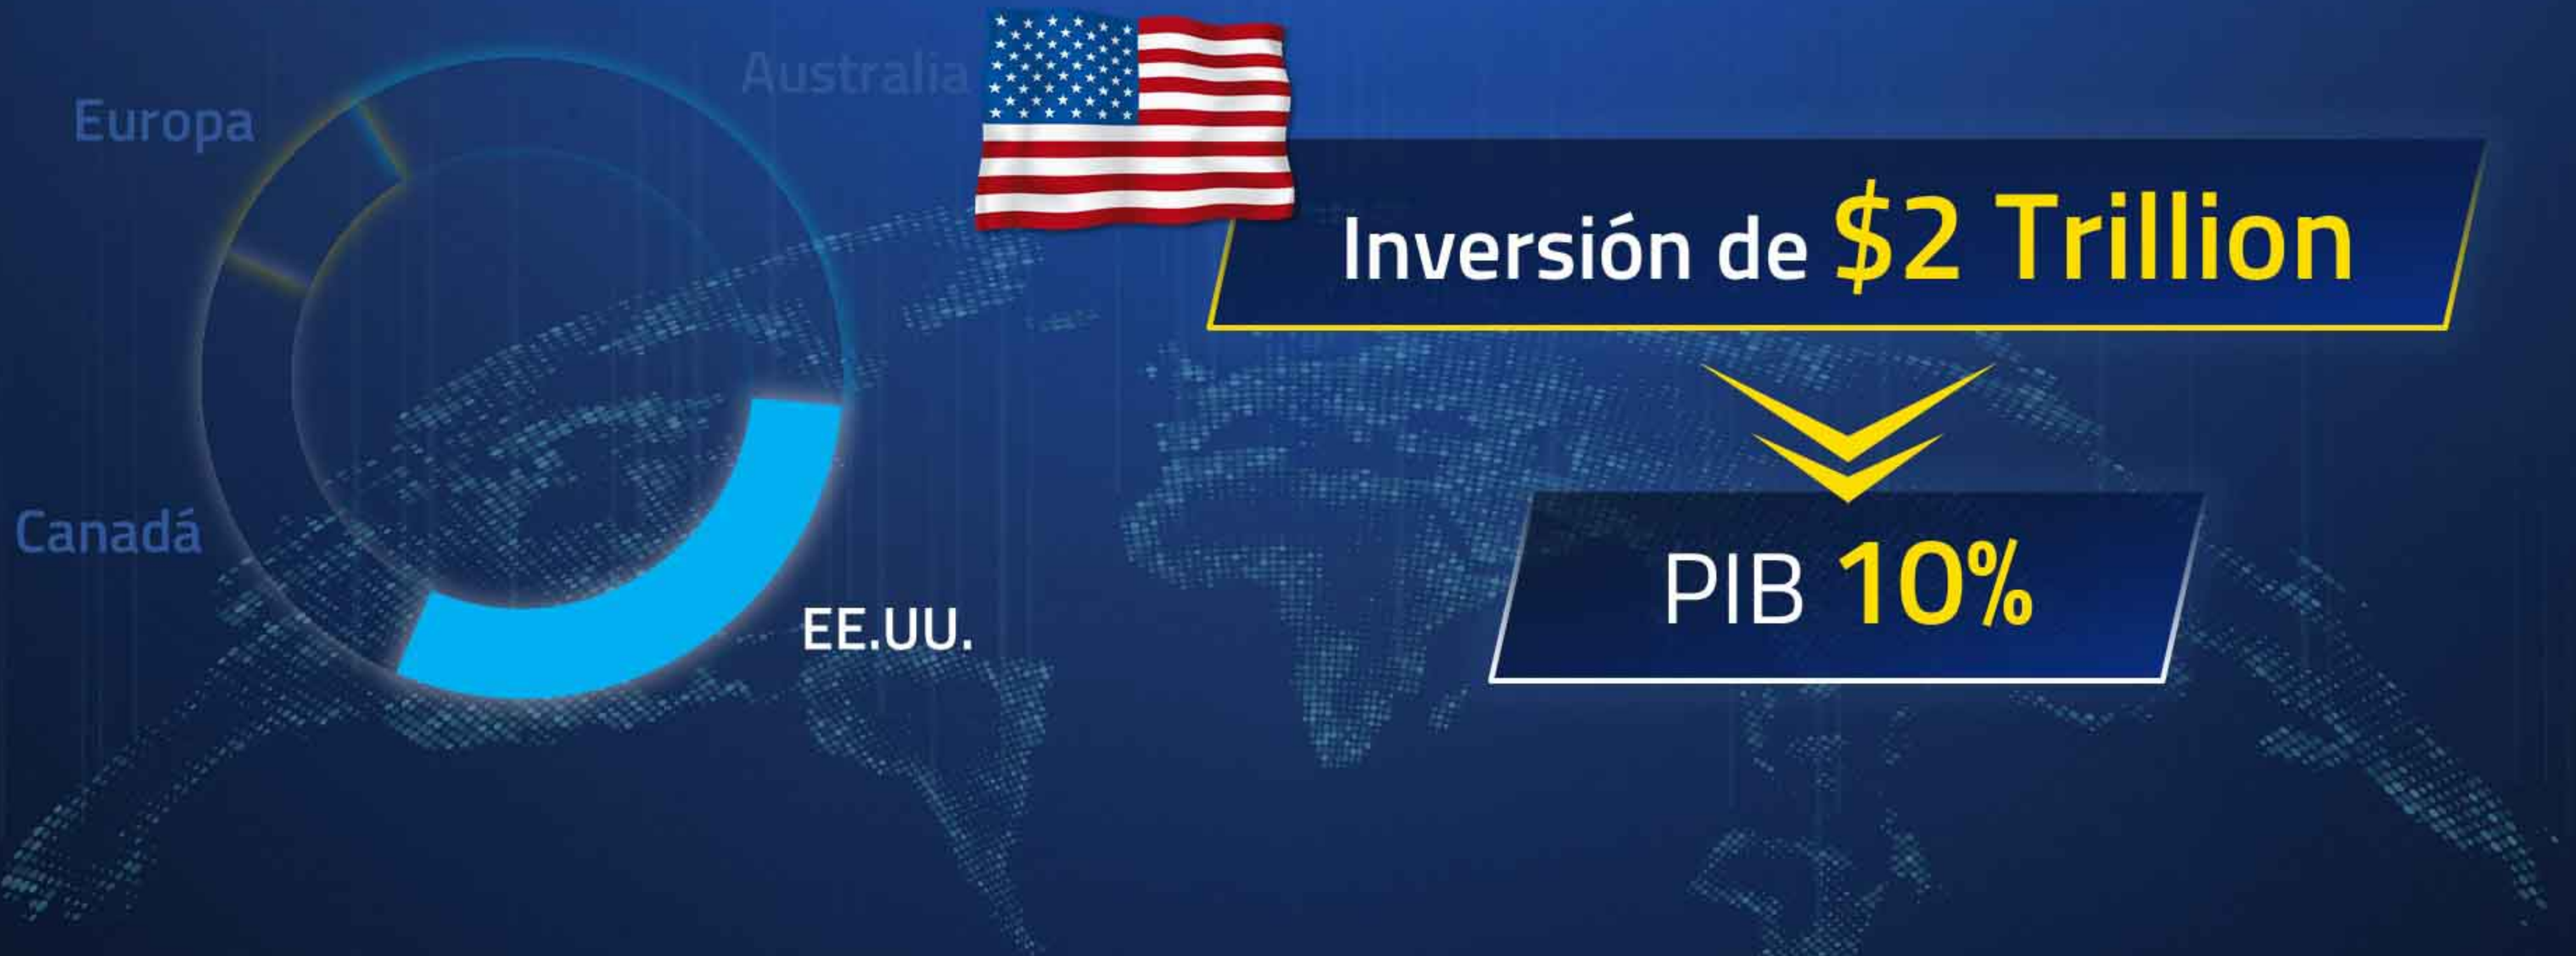 Australia
Europa
Inversión de $2 Trillion
Canadá
PIB 10%
EE.UU.